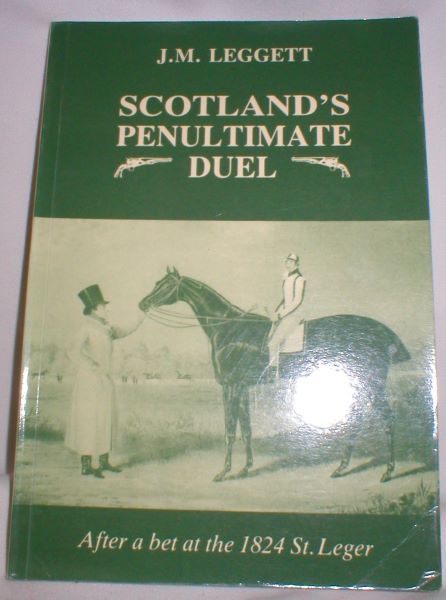 J.M. LEGGETT
SCOTLAND'S
PENULTIMATE
DUEL
After a bet at the 1824 St. Leger